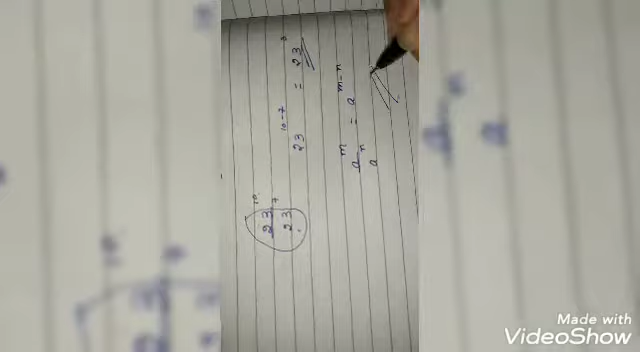 23^10 / 23^7
23^10-7 = 23^3
a^m / a^n = a^m-n
Made with
VideoShow